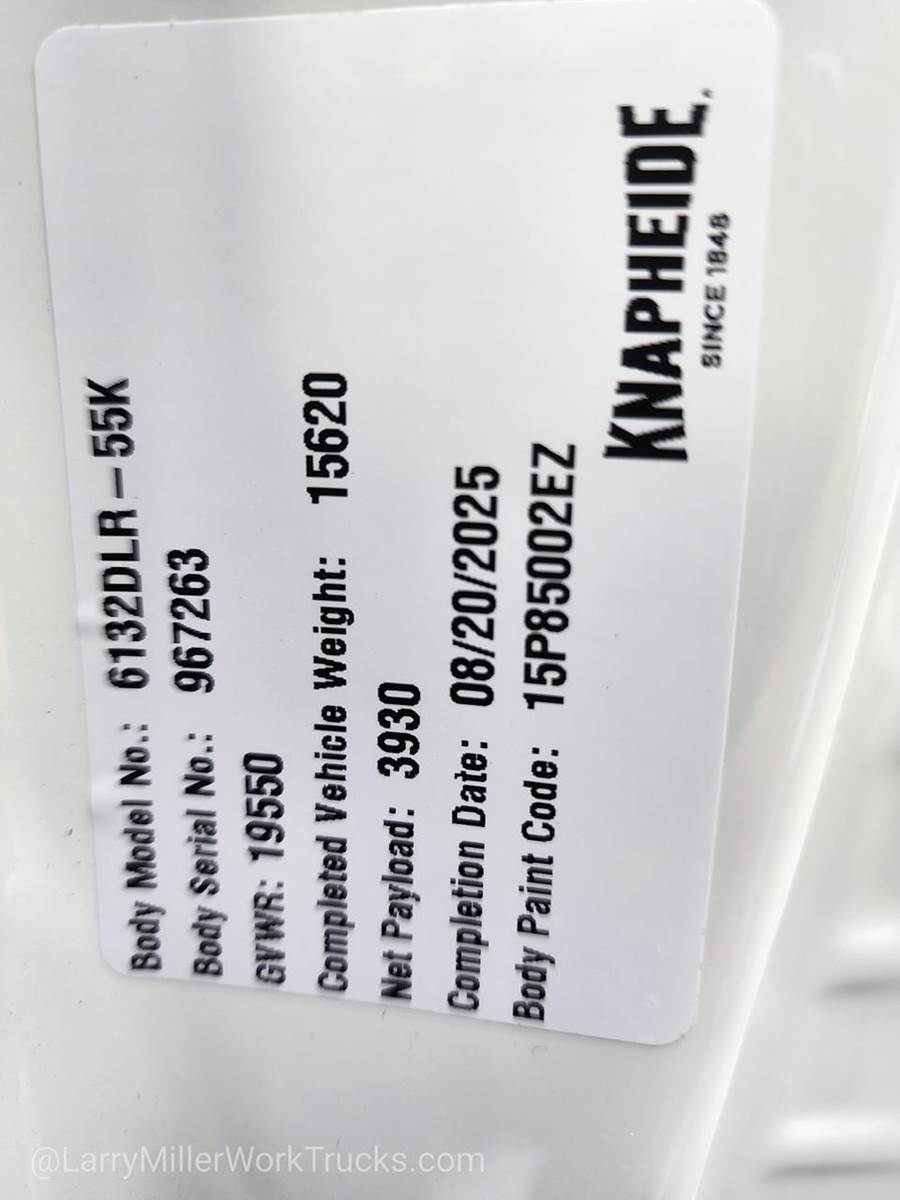 Body Model No.: 6132DLR-55K
Body Serial No.: 967263
GVWR: 19550
Completed Vehicle Weight: 15620
Net Payload: 3930
Completion Date: 08/20/2025
Body Paint Code: 15P85002EZ
KNAPHEIDE
SINCE 1848
@LarryMillerWorkTrucks.com